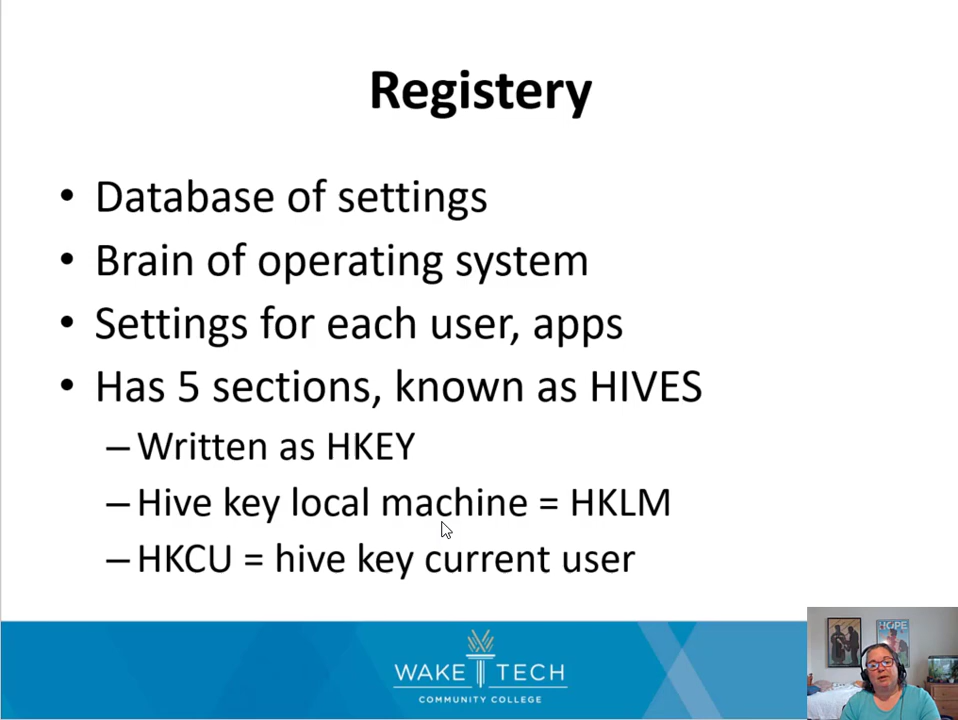 Registery
• Database of settings
• Brain of operating system
• Settings for each user, apps
• Has 5 sections, known as HIVES
– Written as HKEY
– Hive key local machine = HKLM
– HKCU = hive key current user
WAKE TECH
COMMUNITY COLLEGE
HOPE